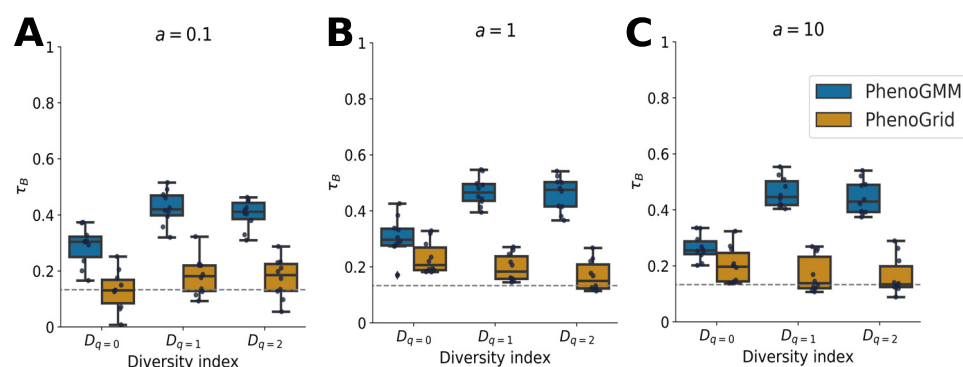 A
a = 0.1
τB
1
0.8
0.6
0.4
0.2
0
Dq=0 Dq=1 Dq=2
Diversity index
B
a = 1
τB
1
0.8
0.6
0.4
0.2
0
Dq=0 Dq=1 Dq=2
Diversity index
C
a = 10
τB
1
0.8
0.6
0.4
0.2
0
Dq=0 Dq=1 Dq=2
Diversity index
PhenoGMM
PhenoGrid